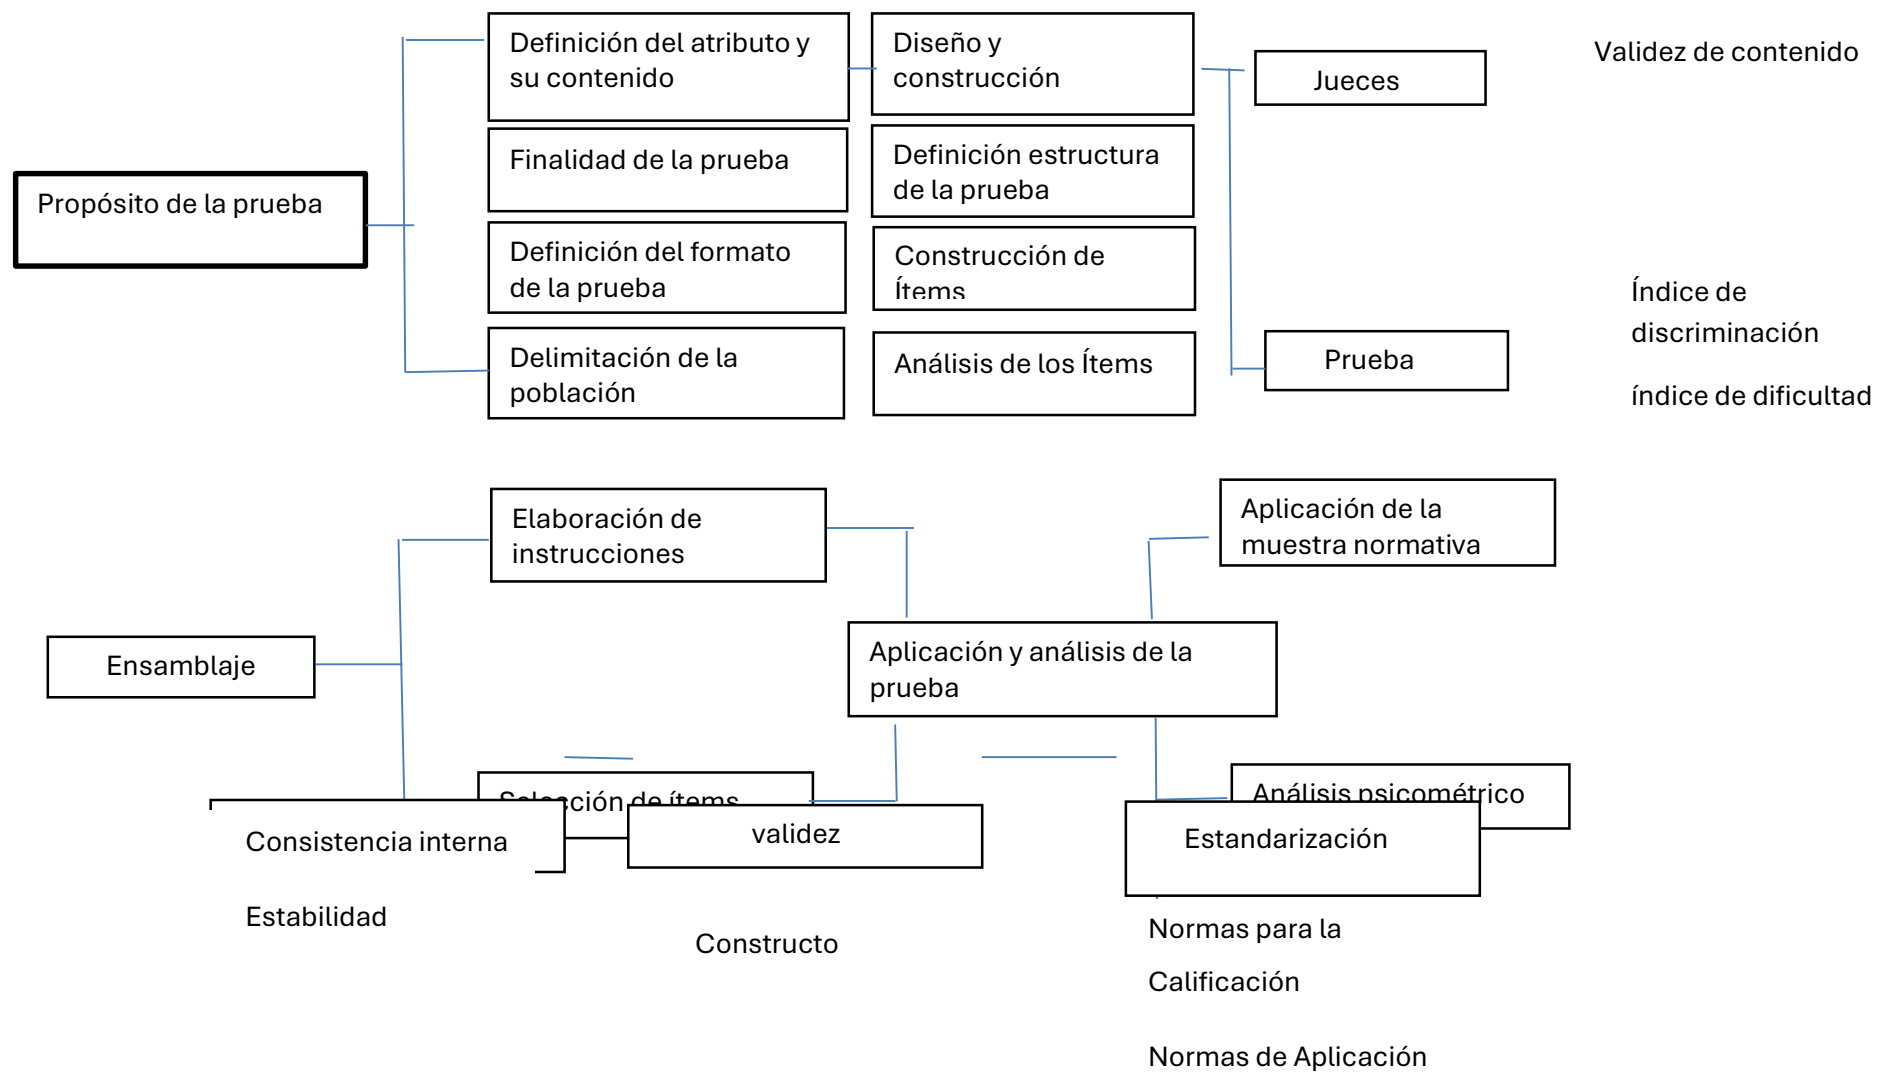 Definición del atributo y
su contenido
Diseño y
construcción
Jueces
Validez de contenido
Finalidad de la prueba
Definición estructura
de la prueba
Propósito de la prueba
Definición del formato
de la prueba
Construcción de
Ítems
Índice de
discriminación
Delimitación de la
población
Análisis de los Ítems
Prueba
índice de dificultad
Elaboración de
instrucciones
Aplicación de la
muestra normativa
Ensamblaje
Aplicación y análisis de la
prueba
Selección de ítems
Análisis psicométrico
Consistencia interna
validez
Estandarización
Estabilidad
Constructo
Normas para la
Calificación
Normas de Aplicación